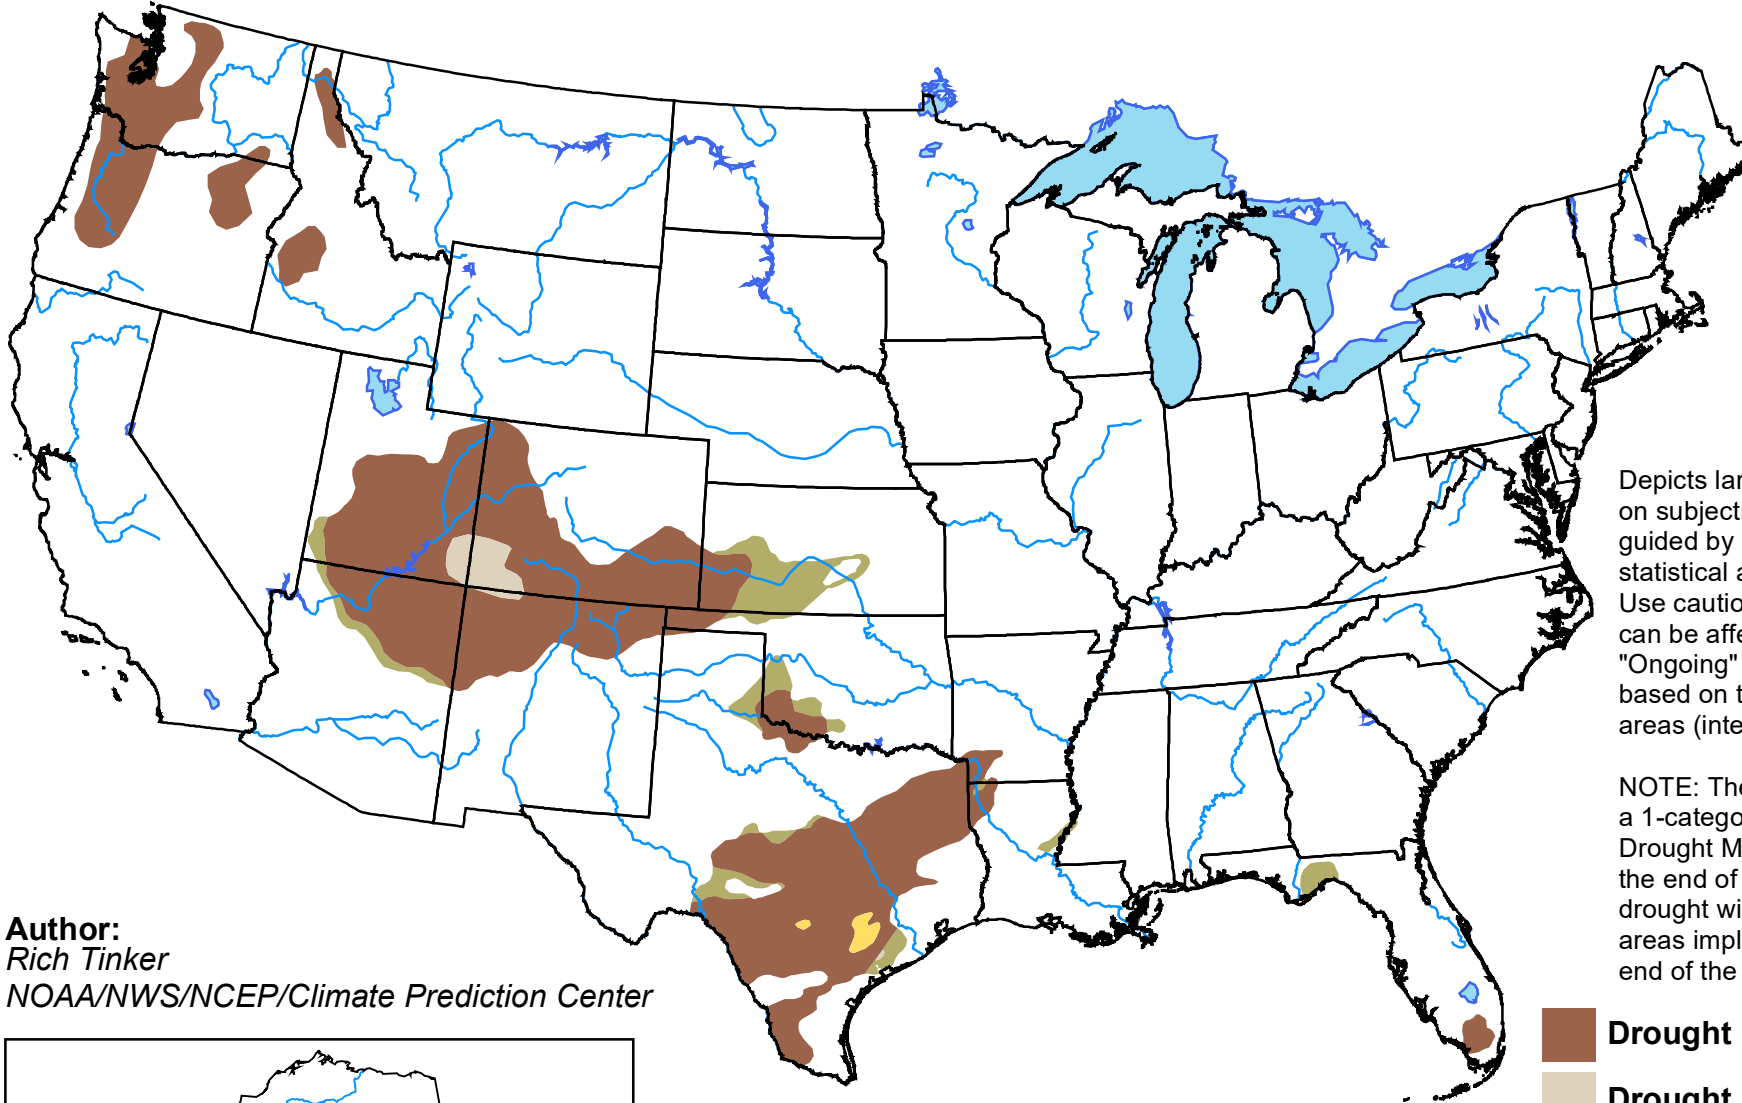 Depicts lar
on subjecti
guided by
statistical a
Use cautio
can be affe
"Ongoing"
based on t
areas (inte
NOTE: The
a 1-catego
Drought M
the end of
drought wi
areas impl
end of the
Author:
Rich Tinker
NOAA/NWS/NCEP/Climate Prediction Center
Drought
Drought